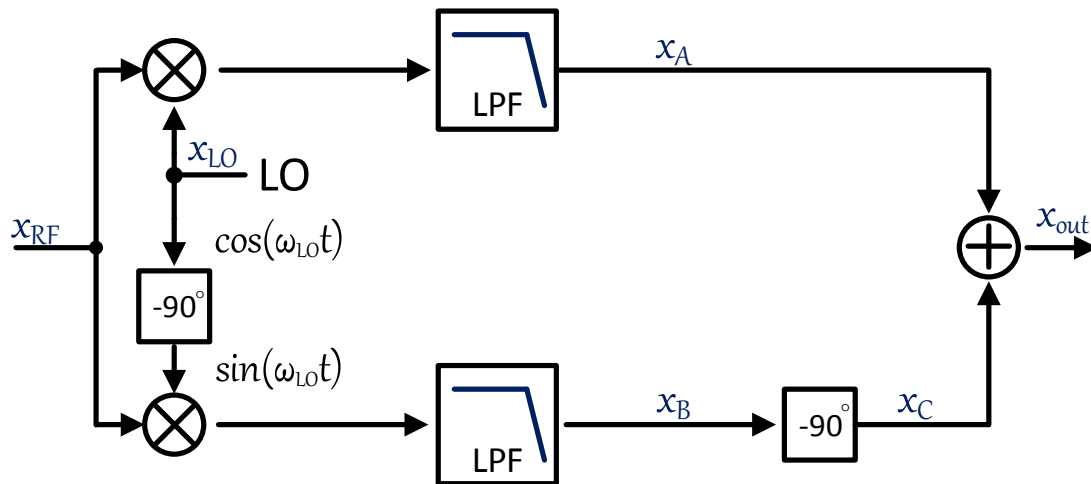 x_A
LPF
x_LO
LO
x_RF
cos(ω_LO t)
x_out
-90°
sin(ω_LO t)
x_B
x_C
-90°
LPF